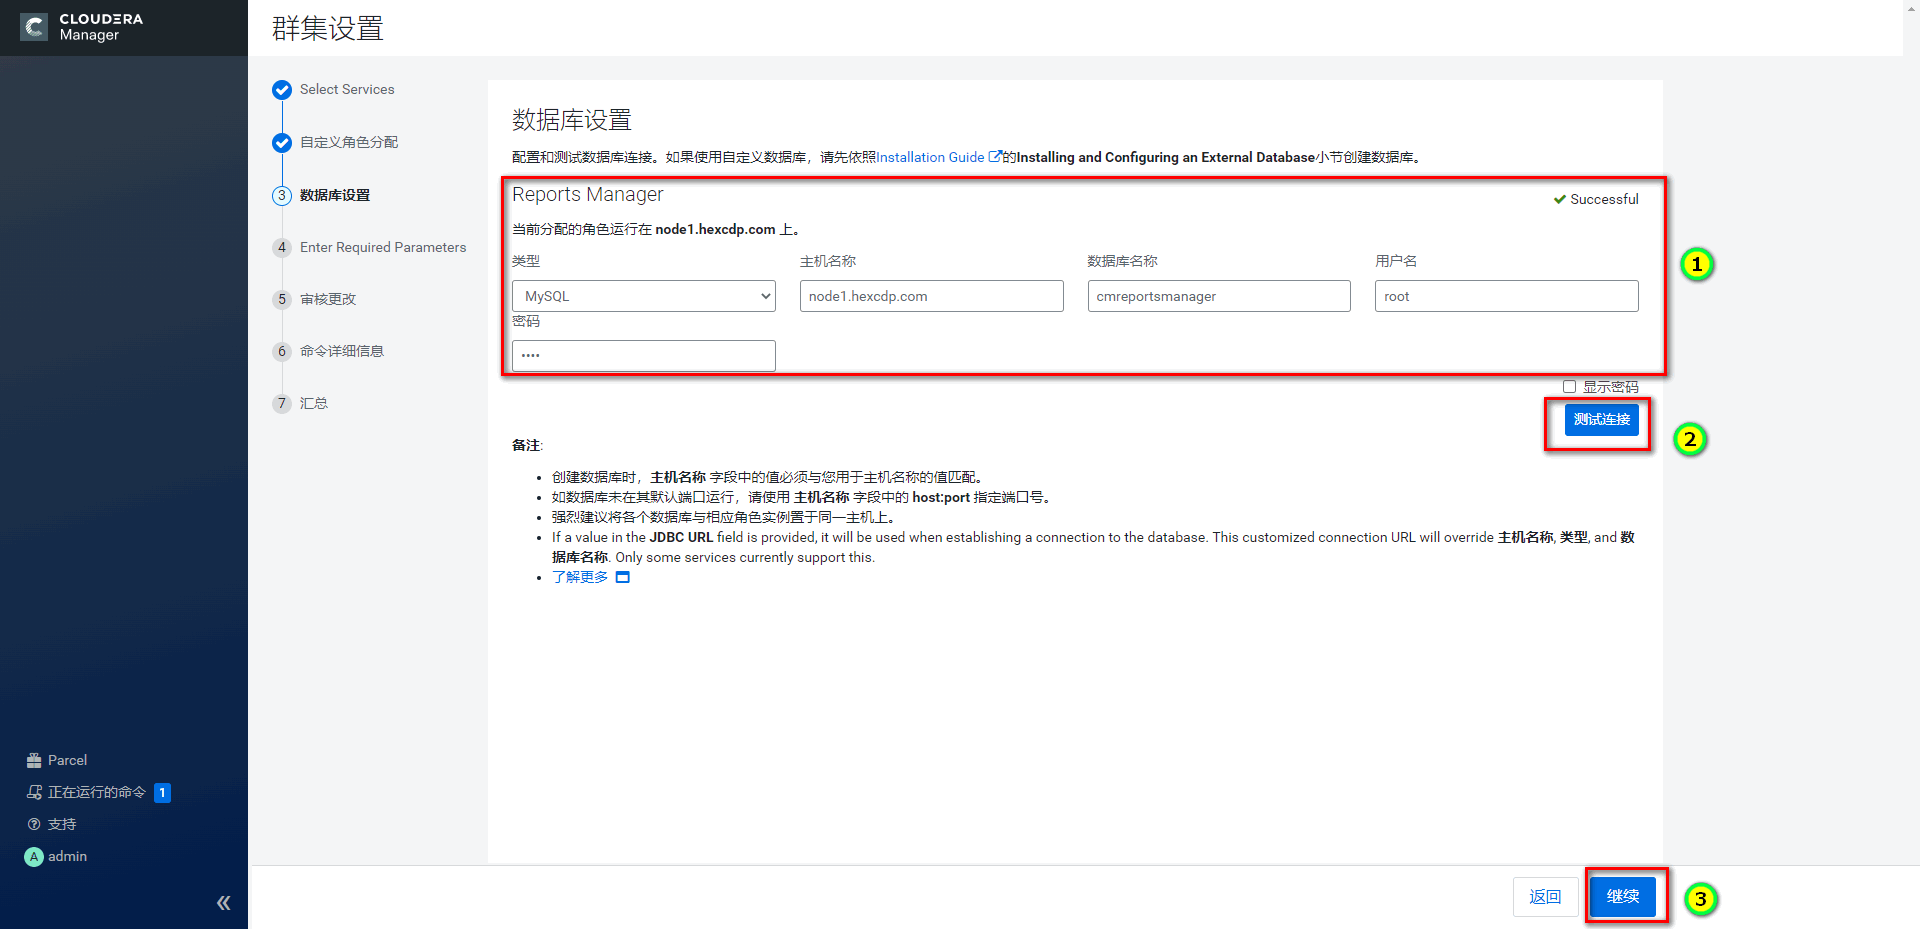 CLOUDERA
Manager
群集设置
Select Services
自定义角色分配
3 数据库设置
4 Enter Required Parameters
5 审核更改
6 命令详细信息
7 汇总
数据库设置
配置和测试数据库连接。如果使用自定义数据库，请先依照Installation Guide的Installing and Configuring an External Database小节创建数据库。
Reports Manager
Successful
当前分配的角色运行在 node1.hexcdp.com 上。
类型 主机名称 数据库名称 用户名
MySQL node1.hexcdp.com cmreportsmanager root
密码
••••
1
显示密码
测试连接
2
备注:
• 创建数据库时，主机名称 字段中的值必须与您用于主机名称的值匹配。
• 如数据库未在其默认端口运行，请使用 主机名称 字段中的 host:port 指定端口号。
• 强烈建议将各个数据库与相应角色实例置于同一主机上。
• If a value in the JDBC URL field is provided, it will be used when establishing a connection to the database. This customized connection URL will override 主机名称, 类型, and 数
据库名称. Only some services currently support this.
• 了解更多
Parcel
正在运行的命令 1
支持
A admin
«
返回 继续
3